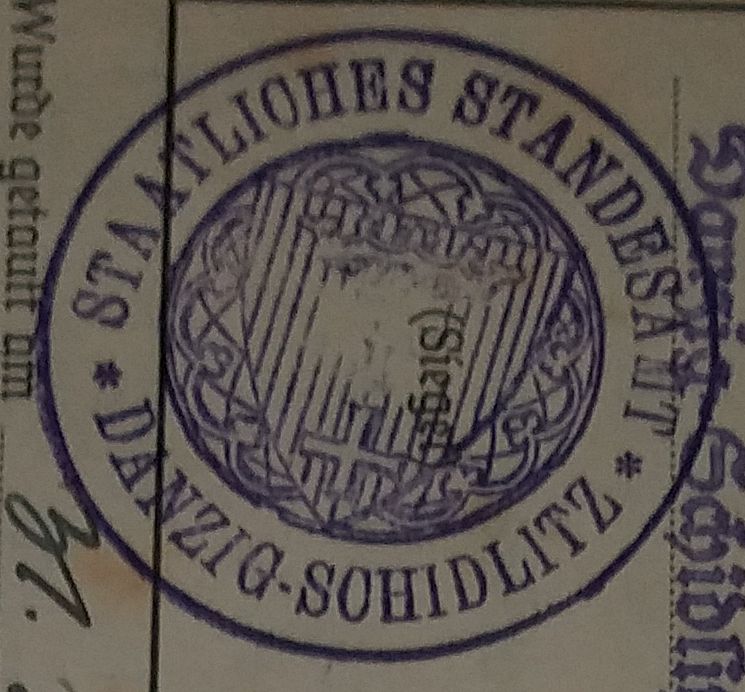 STAATLICHES STANDESAMT
* DANZIG-SCHIDLITZ *
(Siegel)
Wurde getauft am